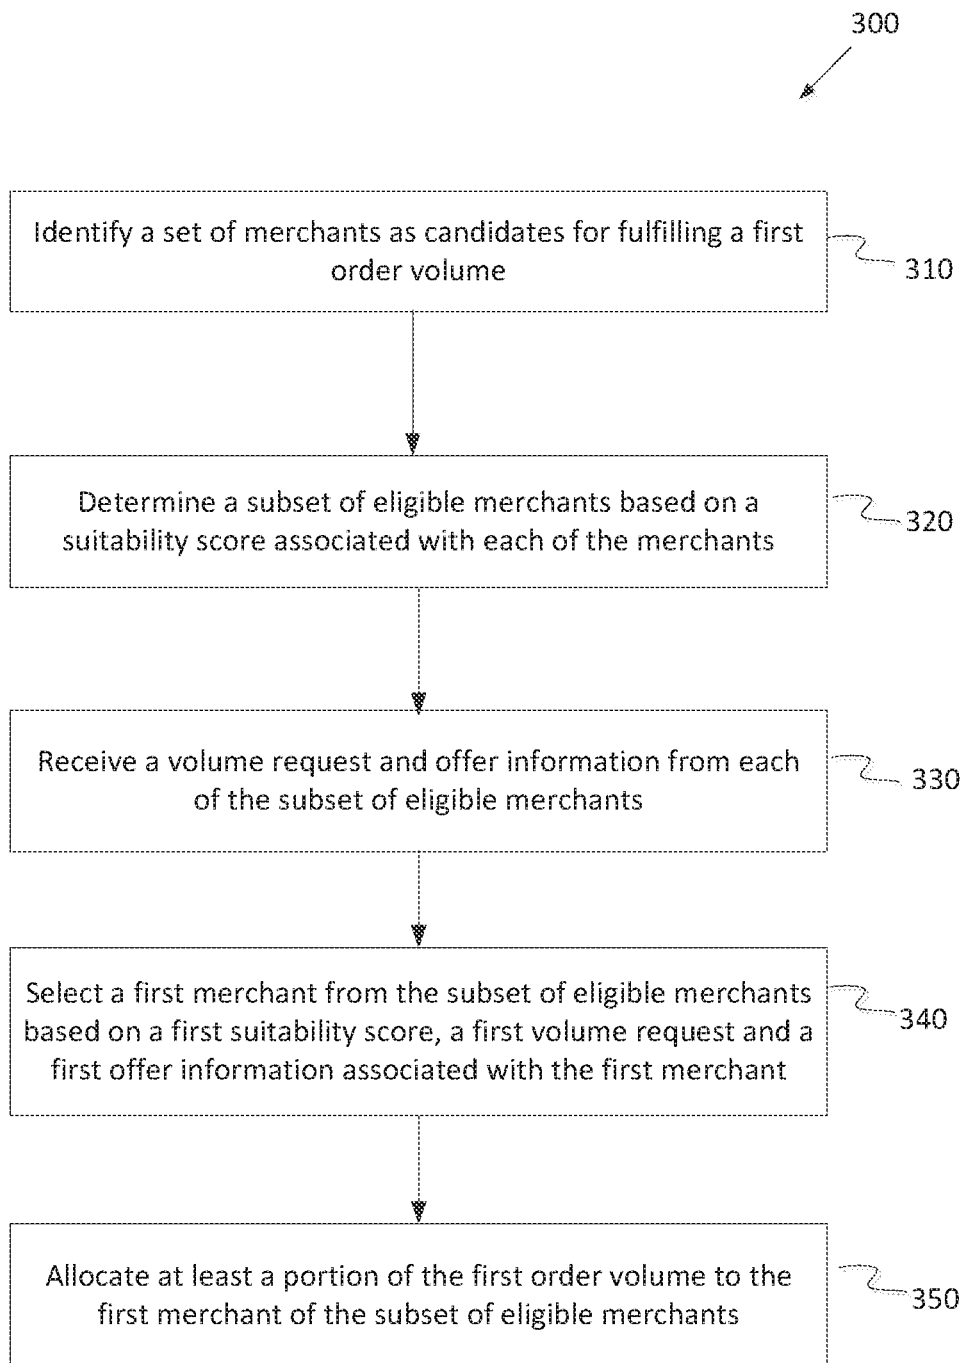 300
Identify a set of merchants as candidates for fulfilling a first
order volume
310
Determine a subset of eligible merchants based on a
suitability score associated with each of the merchants
320
Receive a volume request and offer information from each
of the subset of eligible merchants
330
Select a first merchant from the subset of eligible merchants
based on a first suitability score, a first volume request and a
first offer information associated with the first merchant
340
Allocate at least a portion of the first order volume to the
first merchant of the subset of eligible merchants
350